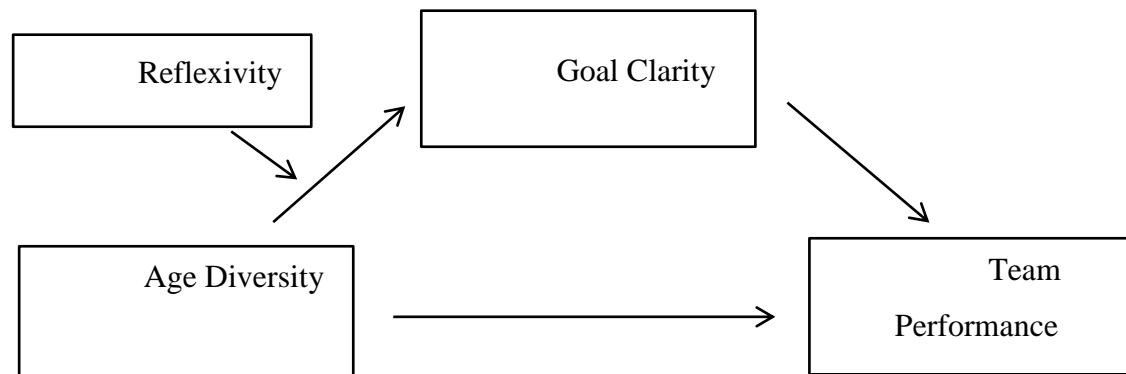 Reflexivity
Goal Clarity
Age Diversity
Team
Performance